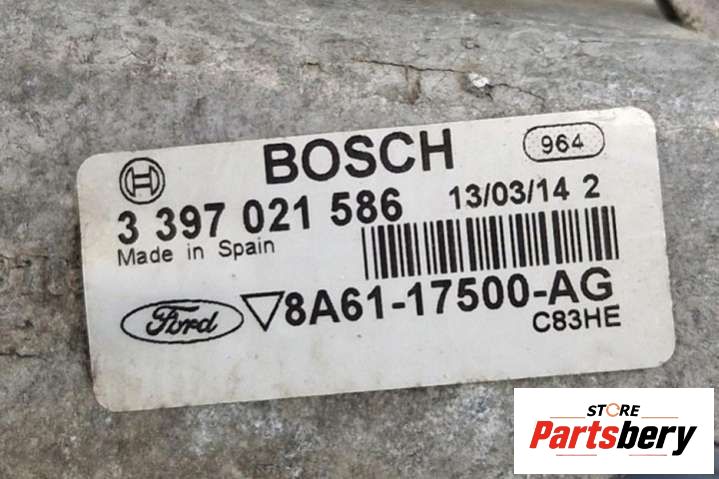 BOSCH 964
3 397 021 586 13/03/14 2
Made in Spain
Ford 8A61-17500-AG
C83HE
STORE
Partsbery